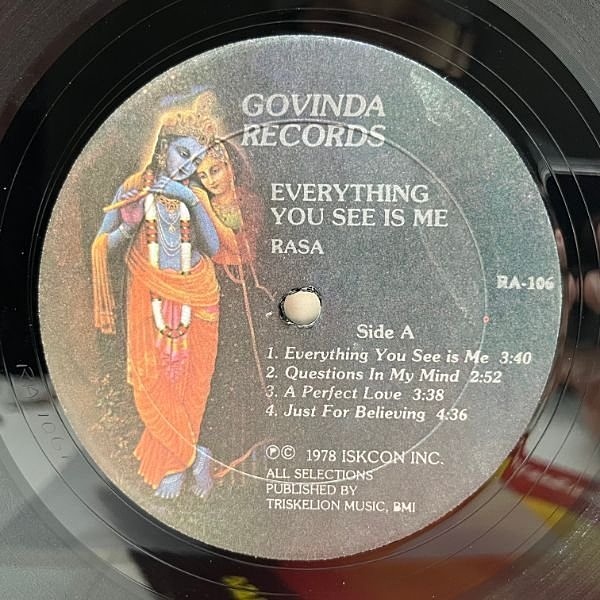 GOVINDA
RECORDS
EVERYTHING
YOU SEE IS ME
RASA
RA-106
Side A
1. Everything You See is Me 3:40
2. Questions In My Mind 2:52
3. A Perfect Love 3:38
4. Just For Believing 4:36
℗© 1978 ISKCON INC.
ALL SELECTIONS
PUBLISHED BY
TRISKELION MUSIC, BMI